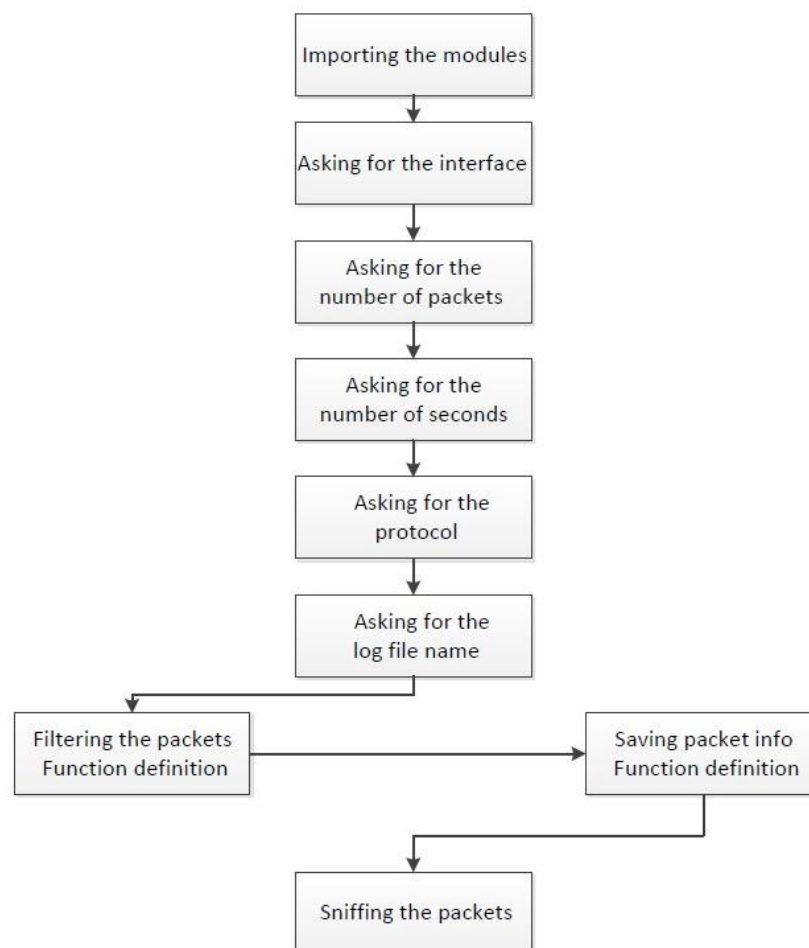 Importing the modules
Asking for the interface
Asking for the
number of packets
Asking for the
number of seconds
Asking for the
protocol
Asking for the
log file name
Filtering the packets
Function definition
Saving packet info
Function definition
Sniffing the packets